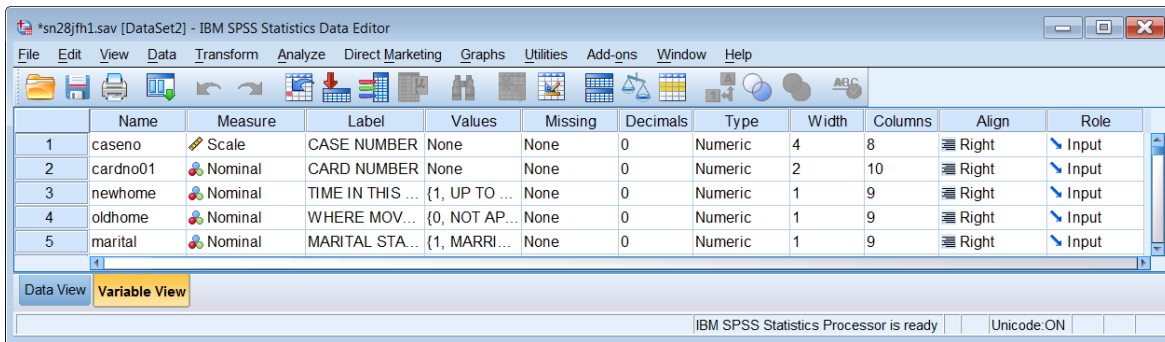 *sn28jfh1.sav [DataSet2] - IBM SPSS Statistics Data Editor
File Edit View Data Transform Analyze Direct Marketing Graphs Utilities Add-ons Window Help
Name Measure Label Values Missing Decimals Type Width Columns Align Role
1 caseno Scale CASE NUMBER None None 0 Numeric 4 8 Right Input
2 cardno01 Nominal CARD NUMBER None None 0 Numeric 2 10 Right Input
3 newhome Nominal TIME IN THIS ... {1, UP TO ... None 0 Numeric 1 9 Right Input
4 oldhome Nominal WHERE MOV... {0, NOT AP... None 0 Numeric 1 9 Right Input
5 marital Nominal MARITAL STA... {1, MARRI... None 0 Numeric 1 9 Right Input
Data View Variable View
IBM SPSS Statistics Processor is ready Unicode:ON